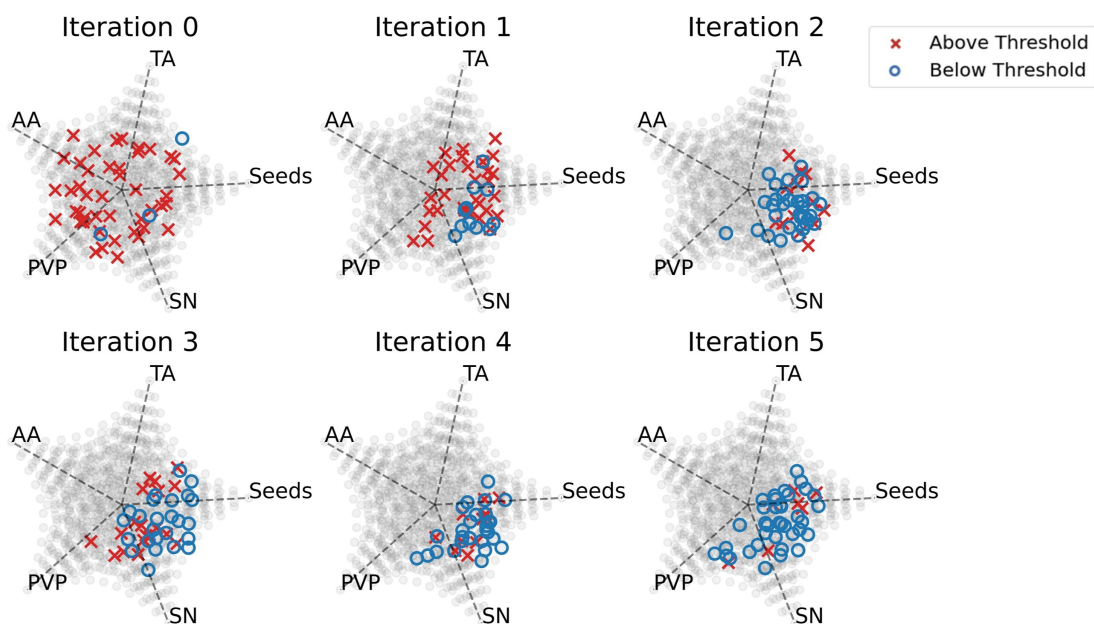 Iteration 0
Iteration 1
Iteration 2
Above Threshold
Below Threshold
TA
AA
Seeds
PVP
SN
TA
AA
Seeds
PVP
SN
TA
AA
Seeds
PVP
SN
Iteration 3
Iteration 4
Iteration 5
TA
AA
Seeds
PVP
SN
TA
AA
Seeds
PVP
SN
TA
AA
Seeds
PVP
SN